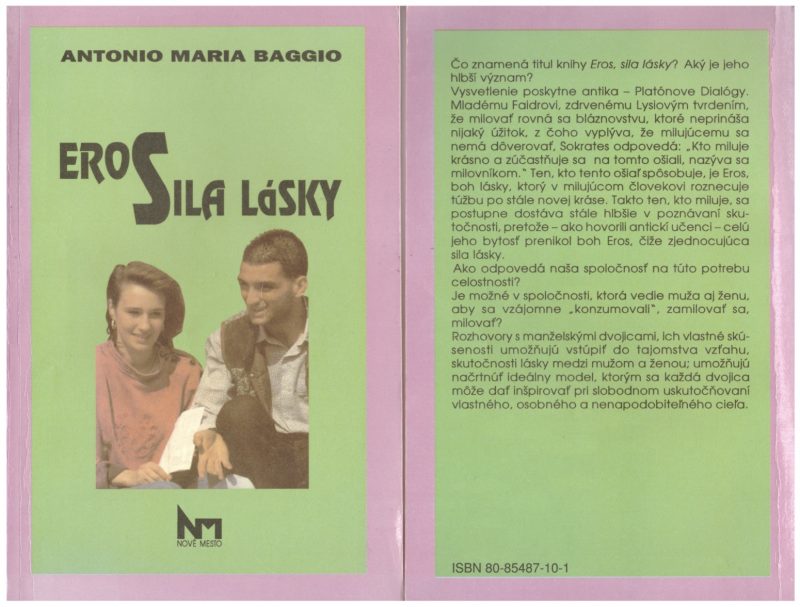 ANTONIO MARIA BAGGIO
EROS
SILA LáSKY
NM
NOVÉ MESTO
Čo znamená titul knihy Eros, sila lásky? Aký je jeho
hlbší význam?
Vysvetlenie poskytne antika – Platónove Dialógy.
Mladému Faidrovi, zdrvenému Lysiovým tvrdením,
že milovať rovná sa bláznovstvu, ktoré neprináša
nijaký úžitok, z čoho vyplýva, že milujúcemu sa
nemá dôverovať, Sokrates odpovedá: „Kto miluje
krásno a zúčastňuje sa na tomto ošiali, nazýva sa
milovníkom.“ Ten, kto tento ošiaľ spôsobuje, je Eros,
boh lásky, ktorý v milujúcom človekovi roznecuje
túžbu po stále novej kráse. Takto ten, kto miluje, sa
postupne dostáva stále hlbšie v poznávaní sku-
točnosti, pretože – ako hovorili antickí učenci – celú
jeho bytosť prenikol boh Eros, čiže zjednocujúca
sila lásky.
Ako odpovedá naša spoločnosť na túto potrebu
celostnosti?
Je možné v spoločnosti, ktorá vedie muža aj ženu,
aby sa vzájomne „konzumovali“, zamilovať sa,
milovať?
Rozhovory s manželskými dvojicami, ich vlastné skú-
senosti umožňujú vstúpiť do tajomstva vzťahu,
skutočnosti lásky medzi mužom a ženou; umožňujú
načrtnúť ideálny model, ktorým sa každá dvojica
môže dať inšpirovať pri slobodnom uskutočňovaní
vlastného, osobného a nenapodobiteľného cieľa.
ISBN 80-85487-10-1